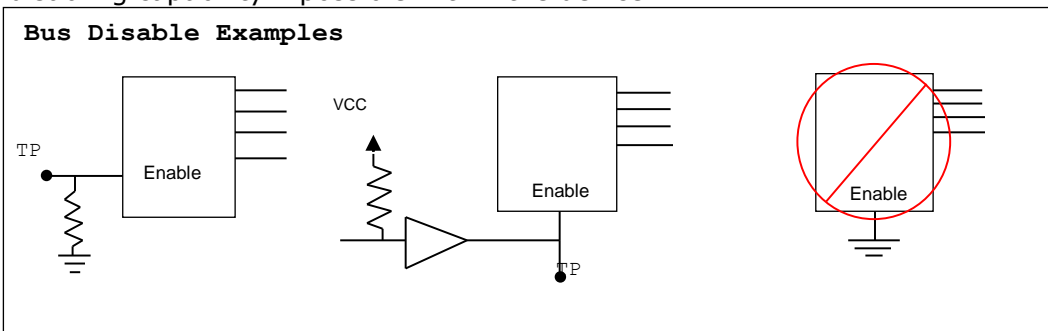 Bus Disable Examples
TP
Enable
VCC
Enable
TP
Enable